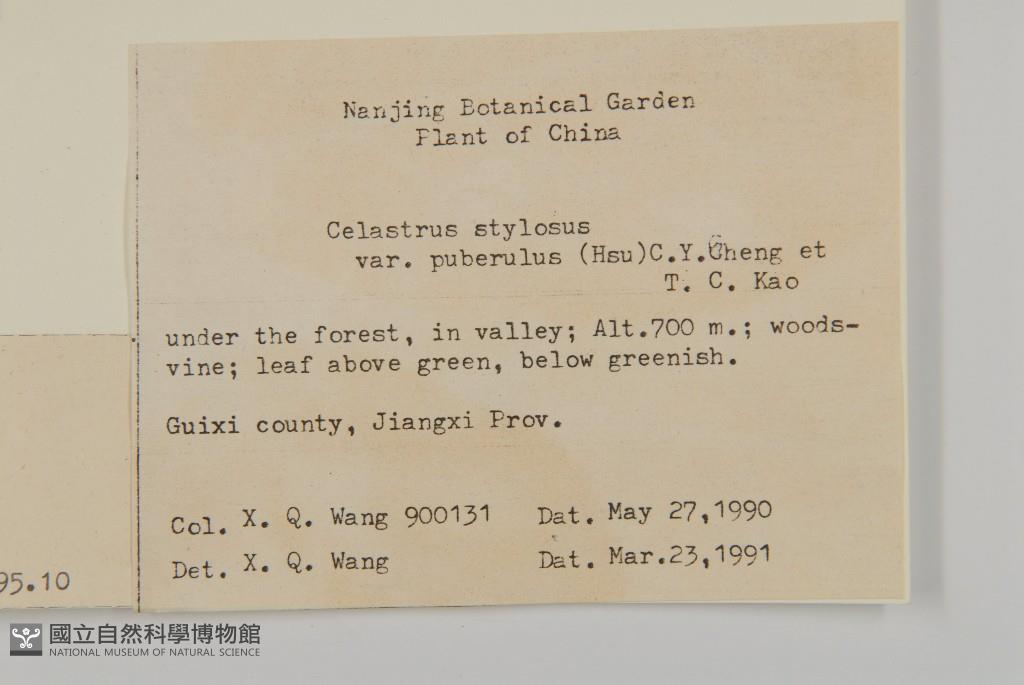 Nanjing Botanical Garden
Plant of China
Celastrus stylosus
var. puberulus (Hsu)C.Y.Cheng et
T. C. Kao
under the forest, in valley; Alt.700 m.; woods-
vine; leaf above green, below greenish.
Guixi county, Jiangxi Prov.
Col. X. Q. Wang 900131 Dat. May 27,1990
Det. X. Q. Wang Dat. Mar.23,1991
95.10
國立自然科學博物館
NATIONAL MUSEUM OF NATURAL SCIENCE